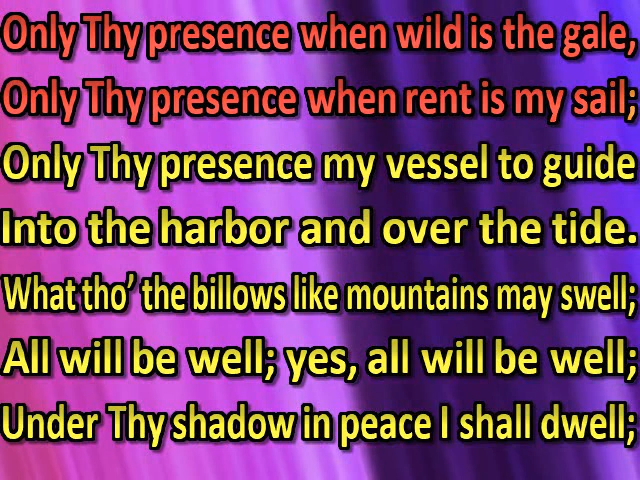 Only Thy presence when wild is the gale,
Only Thy presence when rent is my sail;
Only Thy presence my vessel to guide
Into the harbor and over the tide.
What tho' the billows like mountains may swell;
All will be well; yes, all will be well;
Under Thy shadow in peace I shall dwell;